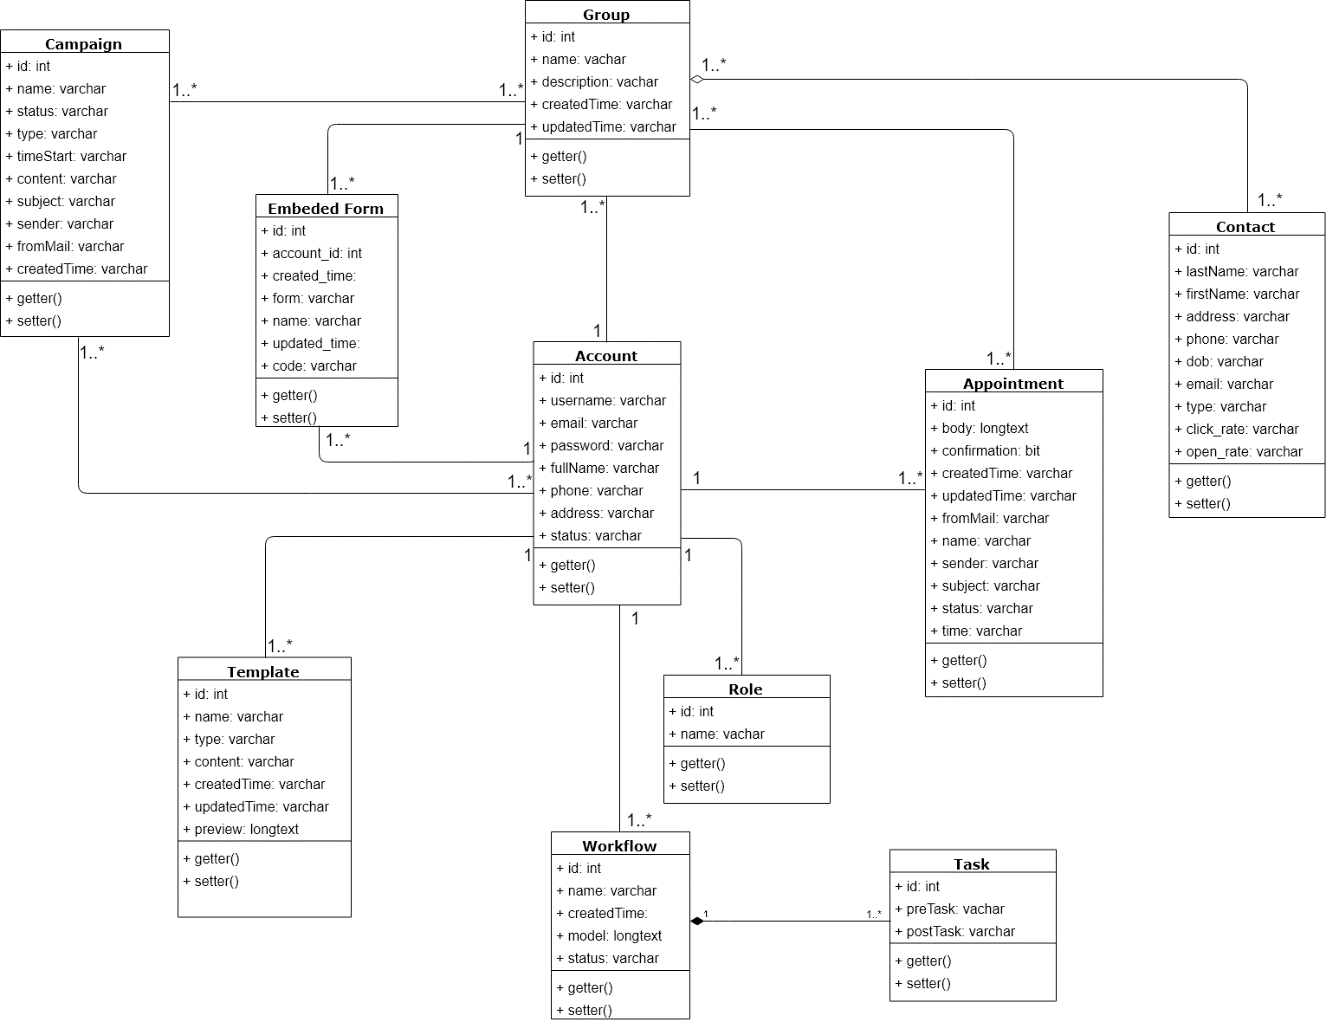 Group
+ id: int
+ name: vachar
+ description: vachar
+ createdTime: varchar
+ updatedTime: varchar
+ getter()
+ setter()
Campaign
+ id: int
+ name: varchar
+ status: varchar
+ type: varchar
+ timeStart: varchar
+ content: varchar
+ subject: varchar
+ sender: varchar
+ fromMail: varchar
+ createdTime: varchar
+ getter()
+ setter()
1..*
1..*
1..*
1..*
1
1..*
1..*
1..*
Embeded Form
+ id: int
+ account_id: int
+ created_time:
+ form: varchar
+ name: varchar
+ updated_time:
+ code: varchar
+ getter()
+ setter()
Contact
+ id: int
+ lastName: varchar
+ firstName: varchar
+ address: varchar
+ phone: varchar
+ dob: varchar
+ email: varchar
+ type: varchar
+ click_rate: varchar
+ open_rate: varchar
+ getter()
+ setter()
1
1..*
1..*
Account
+ id: int
+ username: varchar
+ email: varchar
+ password: varchar
+ fullName: varchar
+ phone: varchar
+ address: varchar
+ status: varchar
+ getter()
+ setter()
Appointment
+ id: int
+ body: longtext
+ confirmation: bit
+ createdTime: varchar
+ updatedTime: varchar
+ fromMail: varchar
+ name: varchar
+ sender: varchar
+ subject: varchar
+ status: varchar
+ time: varchar
+ getter()
+ setter()
1..*
1
1..*
1
1..*
1
1
1
1..*
1..*
Template
+ id: int
+ name: varchar
+ type: varchar
+ content: varchar
+ createdTime: varchar
+ updatedTime: varchar
+ preview: longtext
+ getter()
+ setter()
Role
+ id: int
+ name: vachar
+ getter()
+ setter()
1..*
Workflow
+ id: int
+ name: varchar
+ createdTime:
+ model: longtext
+ status: varchar
+ getter()
+ setter()
1
1..*
Task
+ id: int
+ preTask: vachar
+ postTask: varchar
+ getter()
+ setter()